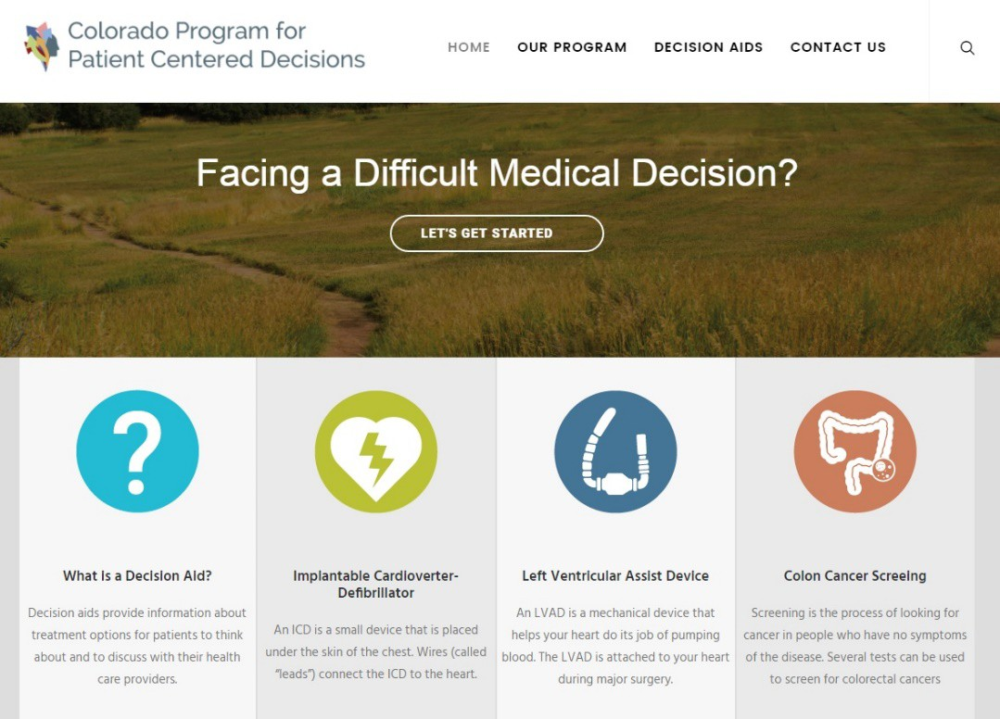 Colorado Program for
Patient Centered Decisions
HOME OUR PROGRAM DECISION AIDS CONTACT US
Facing a Difficult Medical Decision?
LET'S GET STARTED
What is a Decision Aid?
Decision aids provide information about
treatment options for patients to think
about and to discuss with their health
care providers.
Implantable Cardioverter-
Defibrillator
An ICD is a small device that is placed
under the skin of the chest. Wires (called
“leads”) connect the ICD to the heart.
Left Ventricular Assist Device
An LVAD is a mechanical device that
helps your heart do its job of pumping
blood. The LVAD is attached to your heart
during major surgery.
Colon Cancer Screeing
Screening is the process of looking for
cancer in people who have no symptoms
of the disease. Several tests can be used
to screen for colorectal cancers